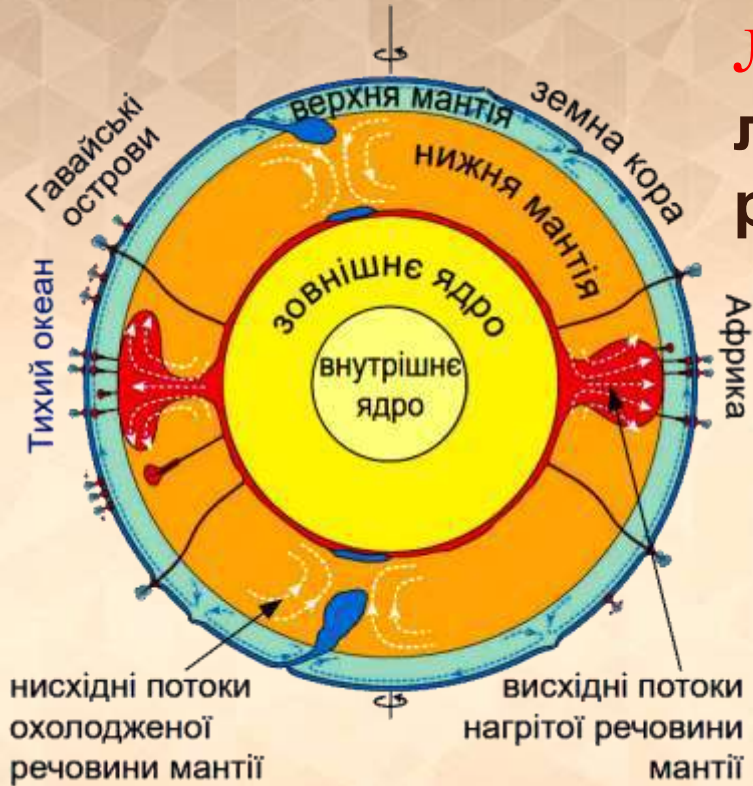 верхня мантія
земна кора
Гавайські
острови
нижня мантія
зовнішнє ядро
Тихий океан
внутрішнє
ядро
Африка
нисхідні потоки
охолодженої
речовини мантії
висхідні потоки
нагрітої речовини
мантії